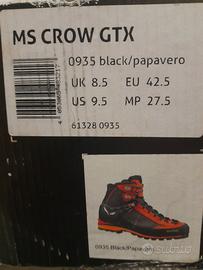 MS CROW GTX
0935 black/papavero
UK 8.5 EU 42.5
US 9.5 MP 27.5
61328 0935
0935 Black/Papavero
SUBITO